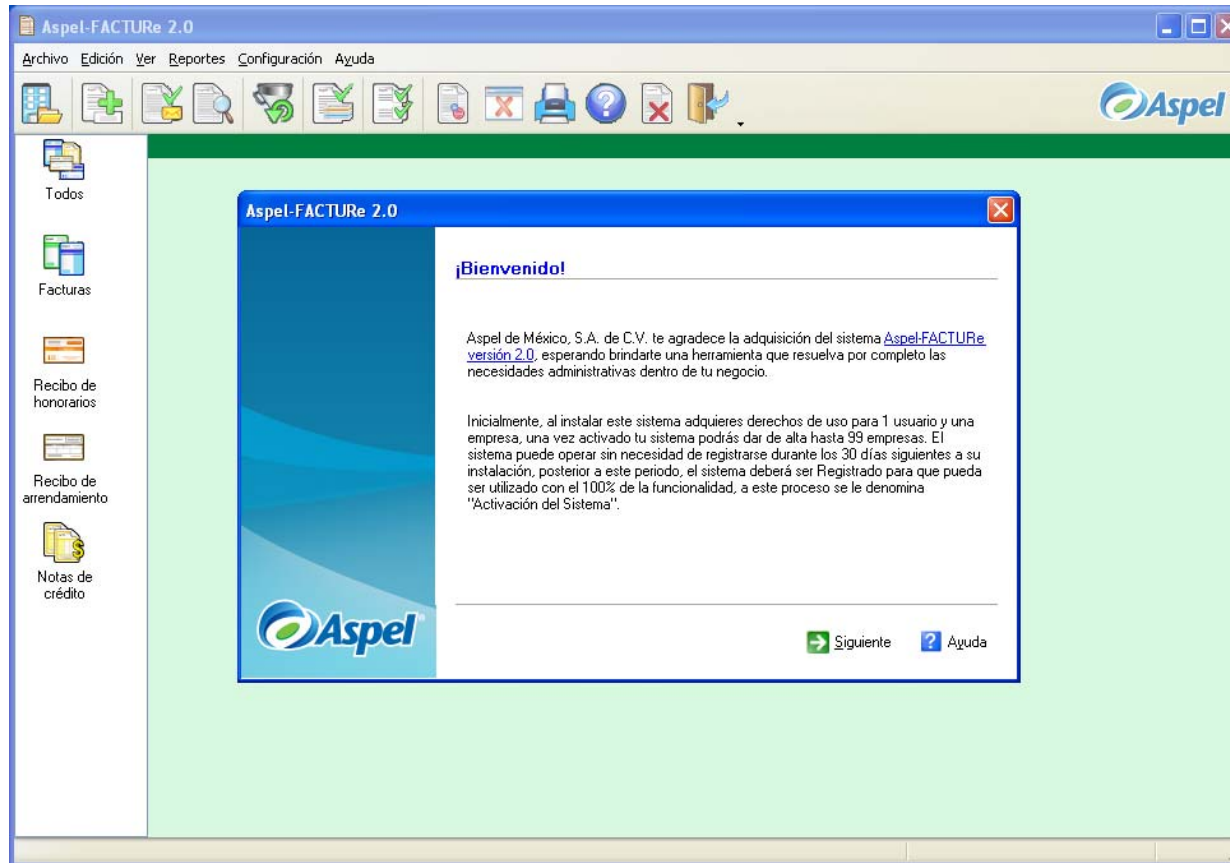 Aspel-FACTURe 2.0
Archivo Edición Ver Reportes Configuración Ayuda
Aspel
Todos
Facturas
Recibo de
honorarios
Recibo de
arrendamiento
Notas de
crédito
Aspel-FACTURe 2.0
¡Bienvenido!
Aspel de México, S.A. de C.V. te agradece la adquisición del sistema Aspel-FACTURe
versión 2.0, esperando brindarte una herramienta que resuelva por completo las
necesidades administrativas dentro de tu negocio.
Inicialmente, al instalar este sistema adquieres derechos de uso para 1 usuario y una
empresa, una vez activado tu sistema podrás dar de alta hasta 99 empresas. El
sistema puede operar sin necesidad de registrarse durante los 30 días siguientes a su
instalación, posterior a este periodo, el sistema deberá ser Registrado para que pueda
ser utilizado con el 100% de la funcionalidad, a este proceso se le denomina
"Activación del Sistema".
Aspel
Siguiente ? Ayuda